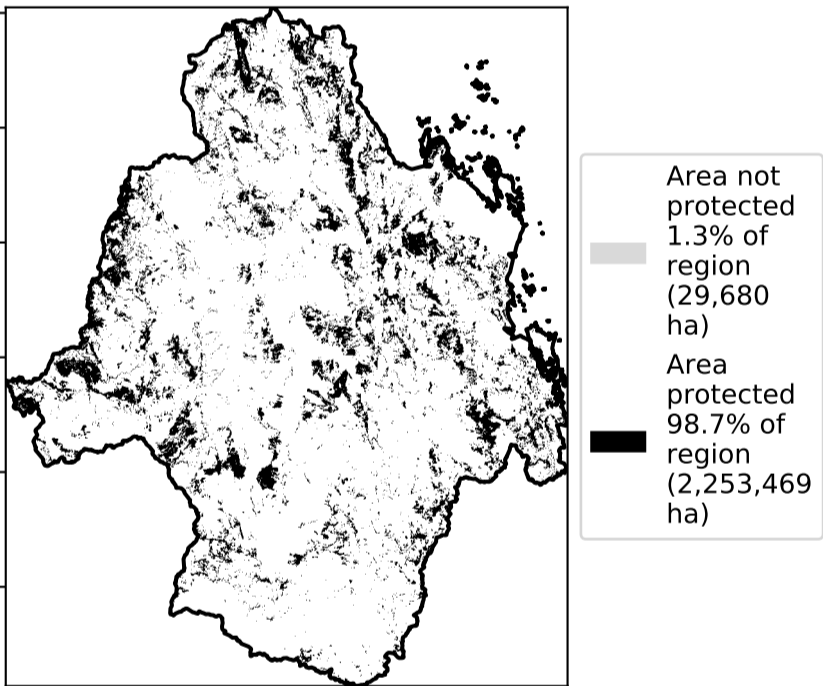 Area not
protected
1.3% of
region
(29,680
ha)
Area
protected
98.7% of
region
(2,253,469
ha)